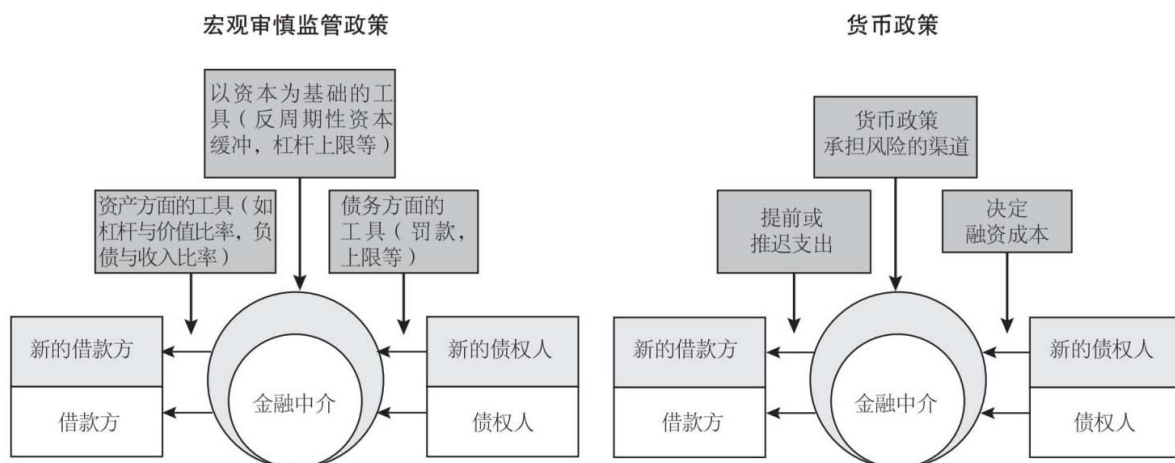 宏观审慎监管政策
以资本为基础的工
具（反周期性资本
缓冲，杠杆上限等）
资产方面的工具（如
杠杆与价值比率，负
债与收入比率）
债务方面的
工具（罚款，
上限等）
新的借款方
借款方
金融中介
新的债权人
债权人
货币政策
货币政策
承担风险的渠道
提前或
推迟支出
决定
融资成本
新的借款方
借款方
金融中介
新的债权人
债权人